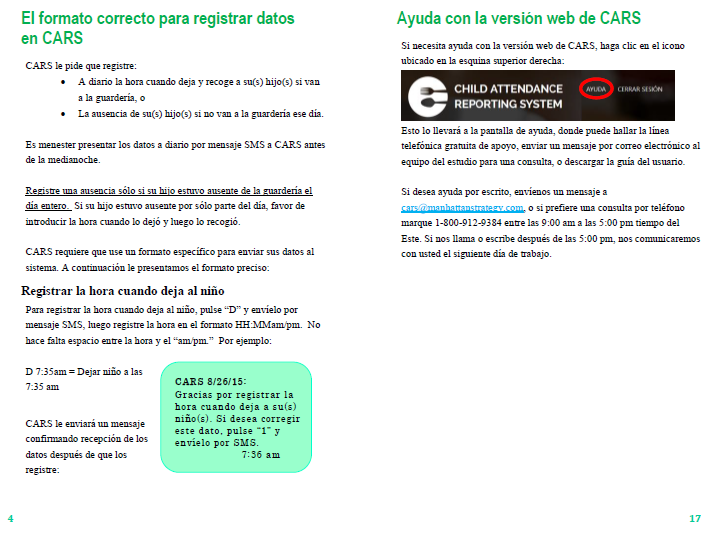 El formato correcto para registrar datos
en CARS
CARS le pide que registre:
• A diario la hora cuando deja y recoge a su(s) hijo(s) si van
a la guardería, o
• La ausencia de su(s) hijo(s) si no van a la guardería ese día.
Es menester presentar los datos a diario por mensaje SMS a CARS antes
de la medianoche.
Registre una ausencia sólo si su hijo estuvo ausente de la guardería el
día entero. Si su hijo estuvo ausente por sólo parte del día, favor de
introducir la hora cuando lo dejó y luego lo recogió.
CARS requiere que use un formato específico para enviar sus datos al
sistema. A continuación le presentamos el formato preciso:
Registrar la hora cuando deja al niño
Para registrar la hora cuando deja al niño, pulse “D” y envíelo por
mensaje SMS, luego registre la hora en el formato HH:MMam/pm. No
hace falta espacio entre la hora y el “am/pm.” Por ejemplo:
D 7:35am = Dejar niño a las
7:35 am
CARS le enviará un mensaje
confirmando recepción de los
datos después de que los
registre:
CARS 8/26/15:
Gracias por registrar la
hora cuando deja a su(s)
niño(s). Si desea corregir
este dato, pulse “1” y
envíelo por SMS.
7:36 am
4
Ayuda con la versión web de CARS
Si necesita ayuda con la versión web de CARS, haga clic en el icono
ubicado en la esquina superior derecha:
CHILD ATTENDANCE
REPORTING SYSTEM
AYUDA CERRAR SESIÓN
Esto lo llevará a la pantalla de ayuda, donde puede hallar la línea
telefónica gratuita de apoyo, enviar un mensaje por correo electrónico al
equipo del estudio para una consulta, o descargar la guía del usuario.
Si desea ayuda por escrito, envíenos un mensaje a
cars@manhattanstrategy.com, o si prefiere una consulta por teléfono
marque 1-800-912-9384 entre las 9:00 am a las 5:00 pm tiempo del
Este. Si nos llama o escribe después de las 5:00 pm, nos comunicaremos
con usted el siguiente día de trabajo.
17